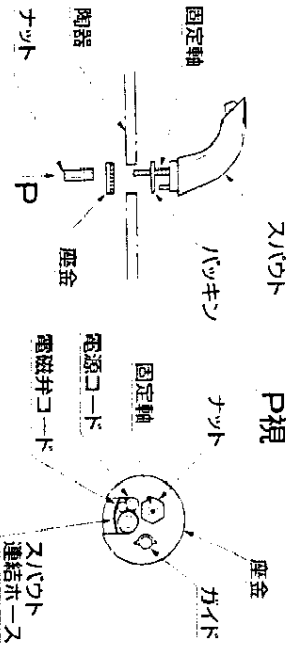 スパウト
固定軸
パッキン
陶器
ナット
座金
P
P視
ナット
座金
固定軸
ガイド
電源コード
電磁弁コード
スパウト
連結ホース